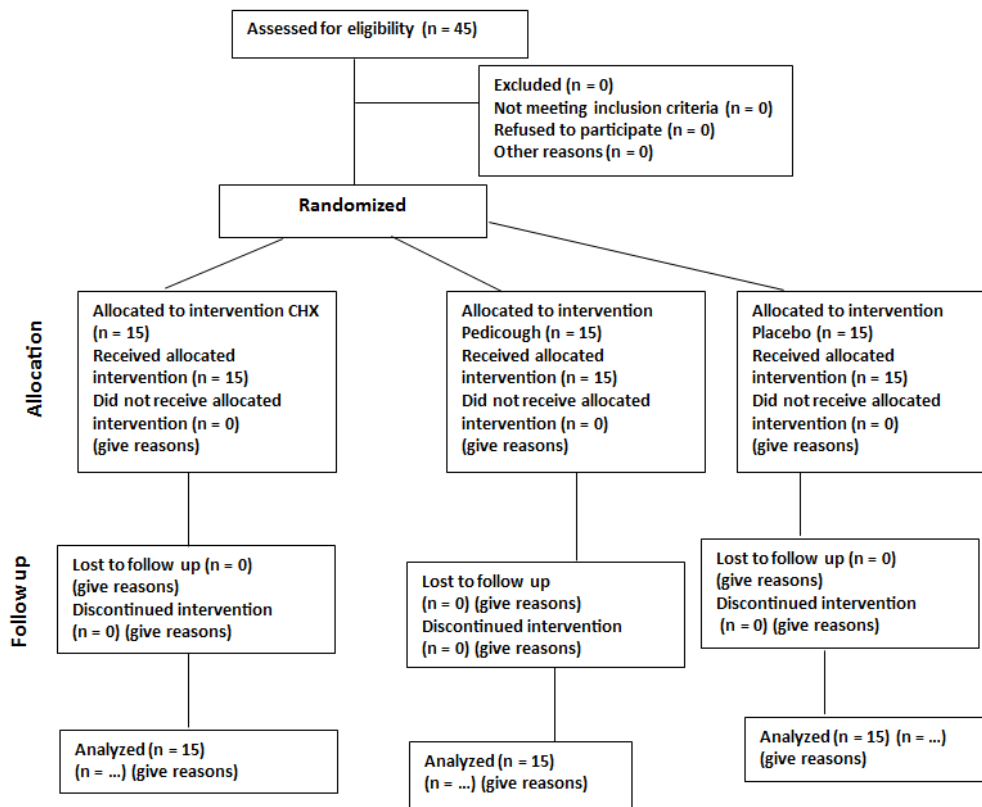 Assessed for eligibility (n = 45)
Excluded (n = 0)
Not meeting inclusion criteria (n = 0)
Refused to participate (n = 0)
Other reasons (n = 0)
Randomized
Allocation
Allocated to intervention CHX
(n = 15)
Received allocated
intervention (n = 15)
Did not receive allocated
intervention (n = 0)
(give reasons)
Allocated to intervention
Pedicough (n = 15)
Received allocated
intervention (n = 15)
Did not receive allocated
intervention (n = 0)
(give reasons)
Allocated to intervention
Placebo (n = 15)
Received allocated
intervention (n = 15)
Did not receive allocated
intervention (n = 0)
(give reasons)
Follow up
Lost to follow up (n = 0)
(give reasons)
Discontinued intervention
(n = 0) (give reasons)
Lost to follow up
(n = 0) (give reasons)
Discontinued intervention
(n = 0) (give reasons)
Lost to follow up (n = 0)
(give reasons)
Discontinued intervention
(n = 0) (give reasons)
Analyzed (n = 15)
(n = ...) (give reasons)
Analyzed (n = 15)
(n = ...) (give reasons)
Analyzed (n = 15) (n = ...)
(give reasons)